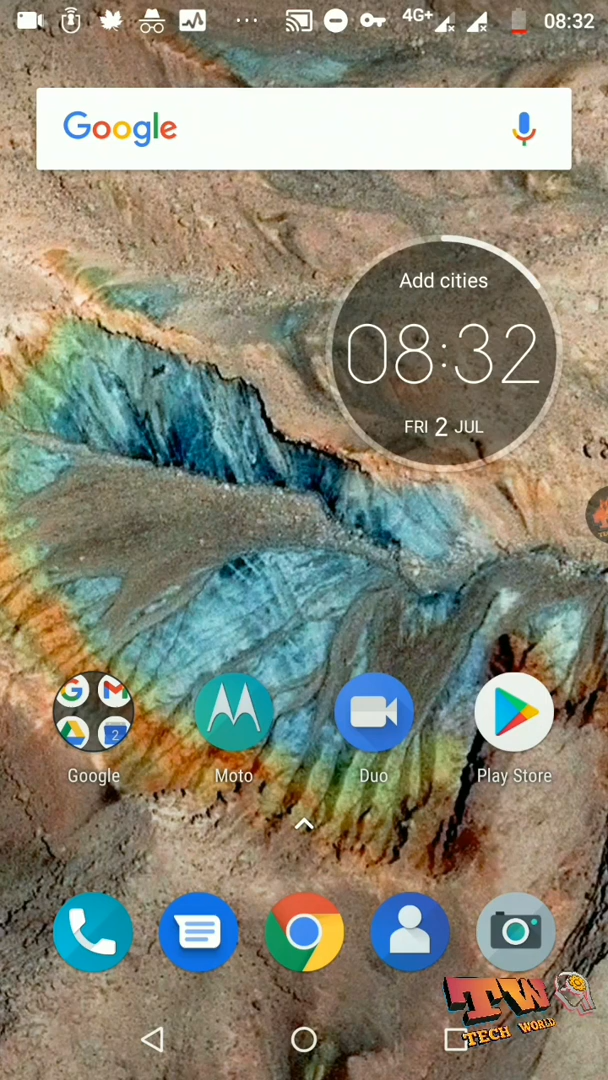 4G+ 08:32
Google
Add cities
08:32
FRI 2 JUL
2
Google Moto Duo Play Store
TW
TECH WORLD